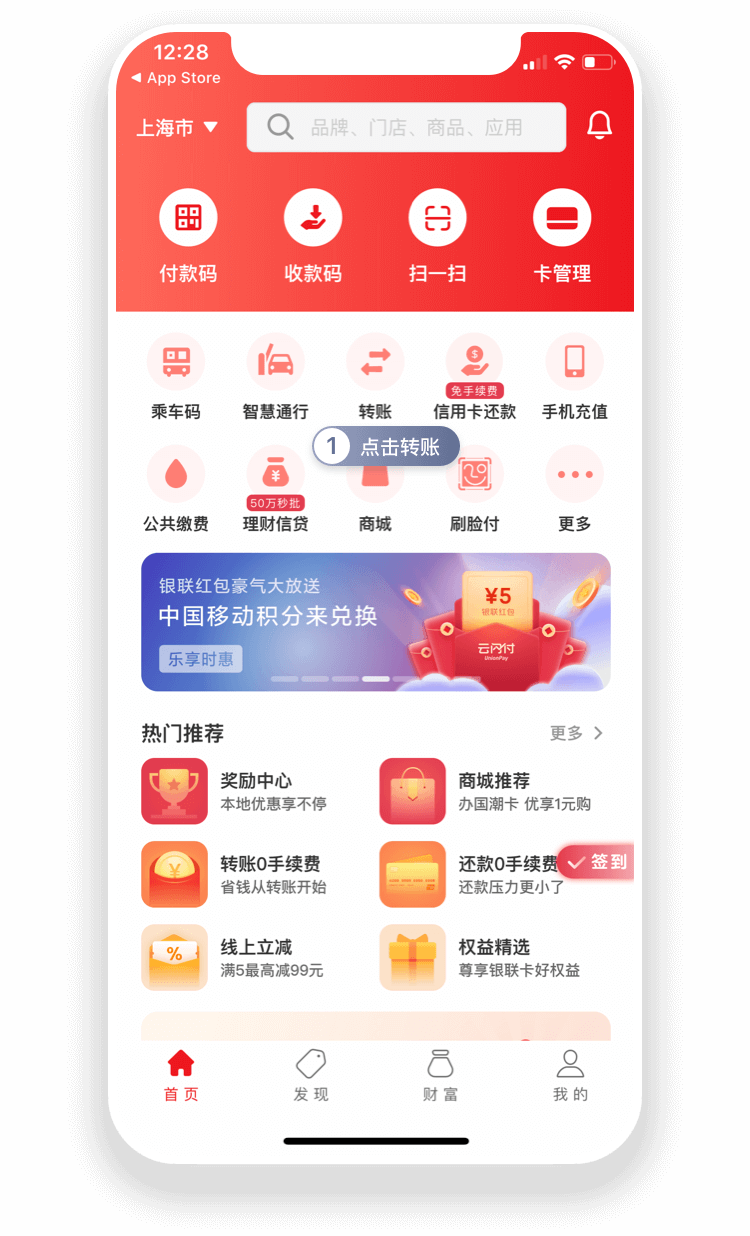 12:28
◀ App Store
上海市
品牌、门店、商品、应用
付款码
收款码
扫一扫
卡管理
$
免手续费
乘车码
智慧通行
转账
信用卡还款
手机充值
1 点击转账
¥
50万秒批
公共缴费
理财信贷
商城
刷脸付
更多
银联红包豪气大放送
中国移动积分来兑换
乐享时惠
¥5
银联红包
云闪付
UnionPay
热门推荐
更多
奖励中心
本地优惠享不停
商城推荐
办国潮卡 优享1元购
¥
转账0手续费
省钱从转账开始
还款0手续费
还款压力更小了
签到
%
线上立减
满5最高减99元
权益精选
尊享银联卡好权益
首页
发现
财富
我的